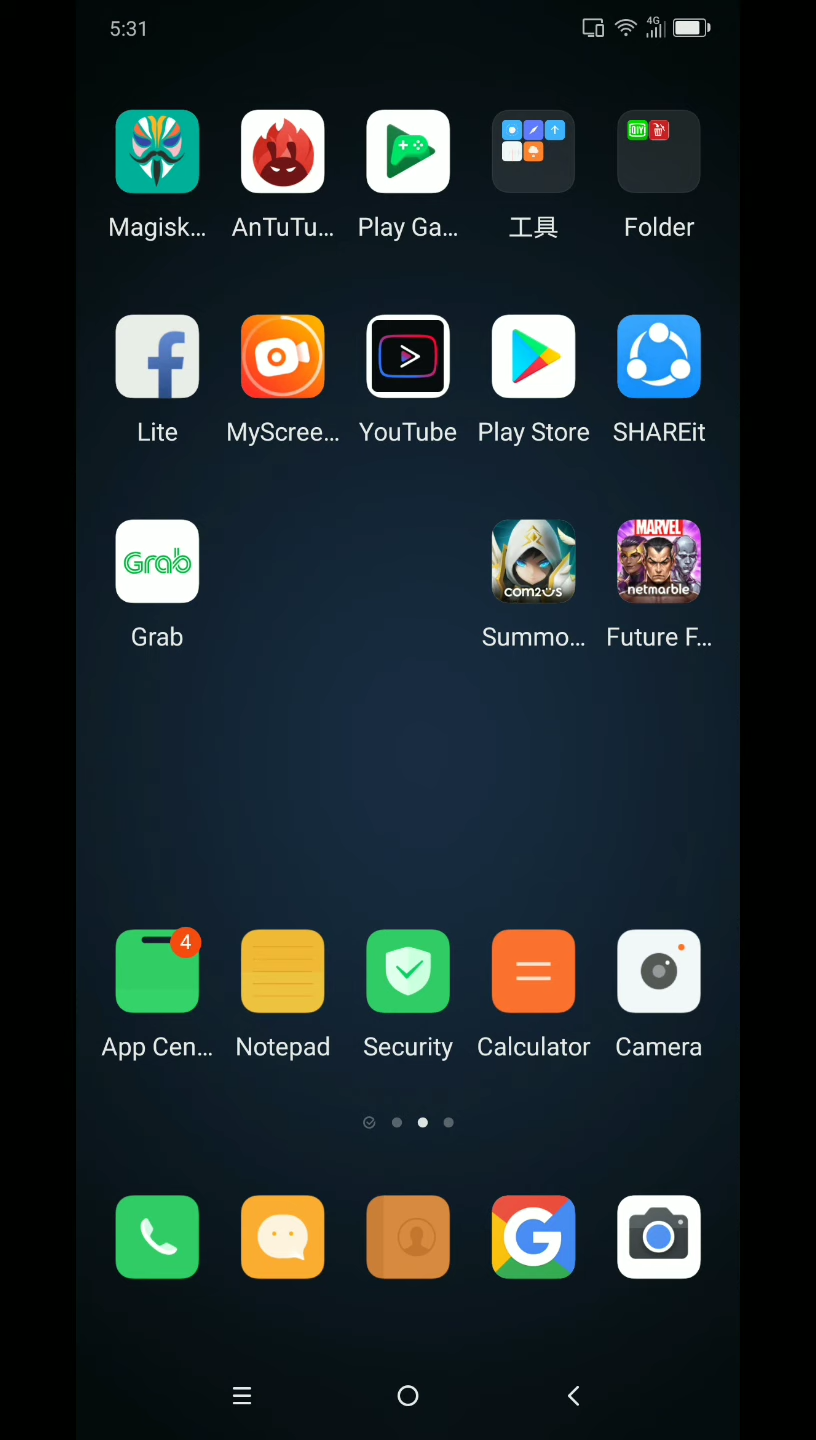 5:31
4G
DIY
Magisk...
AnTuTu...
Play Ga...
工具
Folder
Lite
MyScree...
YouTube
Play Store
SHAREit
Grab
com2us
MARVEL
netmarble
Grab
Summo...
Future F...
4
App Cen...
Notepad
Security
Calculator
Camera